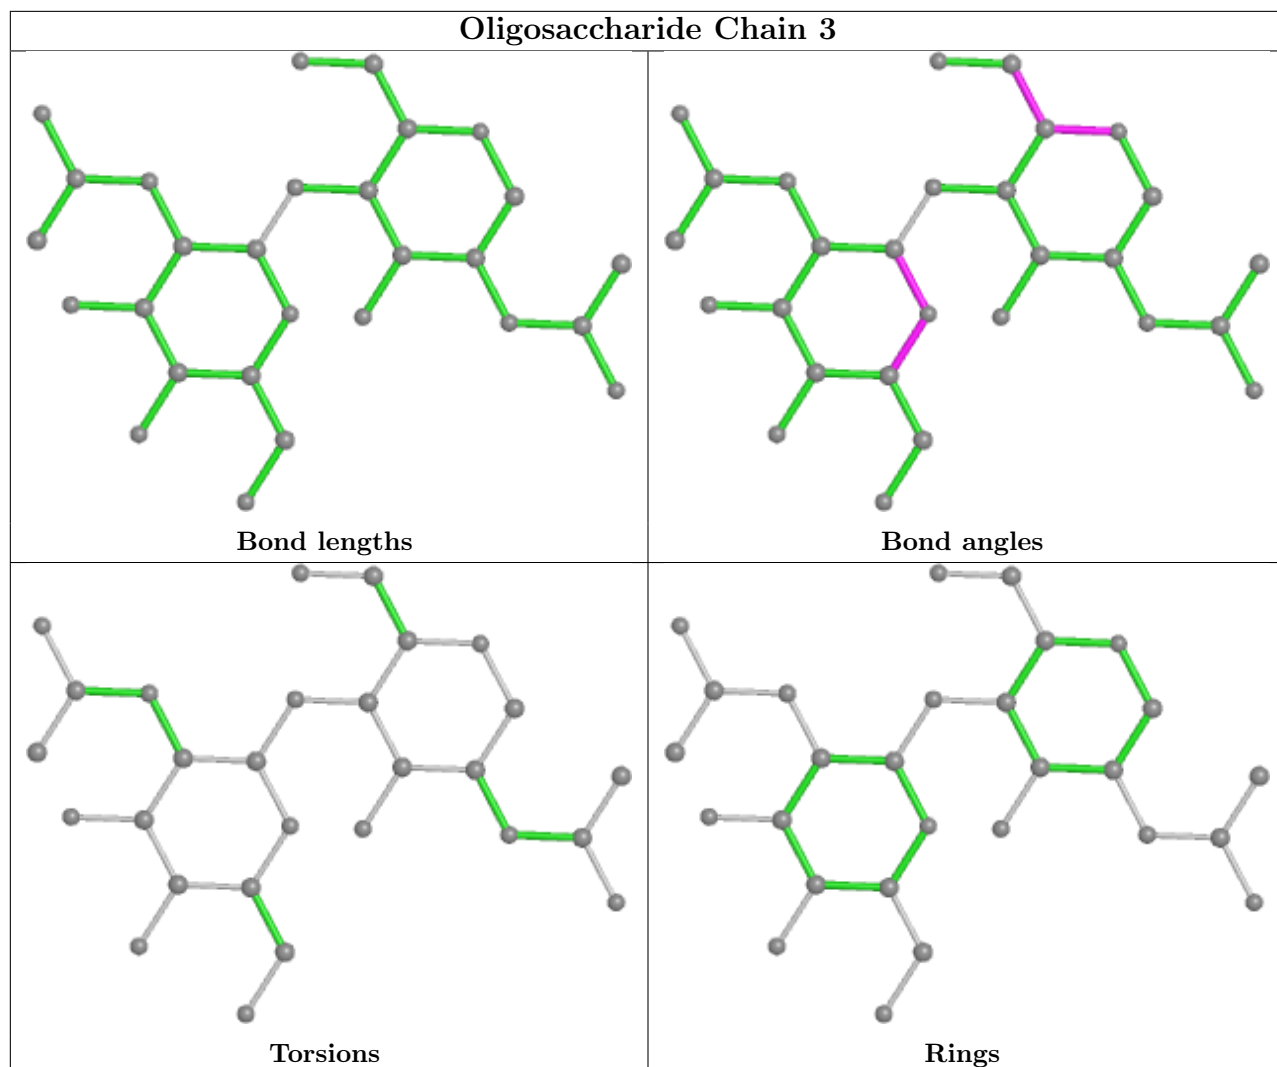 Oligosaccharide Chain 3
Bond lengths
Bond angles
Torsions
Rings